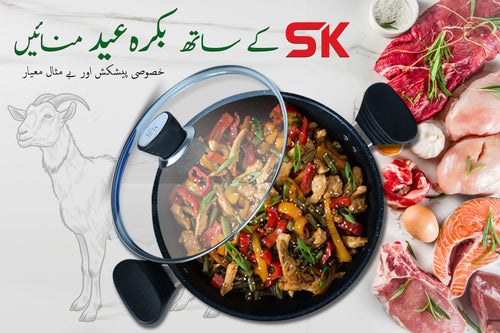 SK کے ساتھ بکرہ عید منائیں
خصوصی پیشکش اور بے مثال معیار